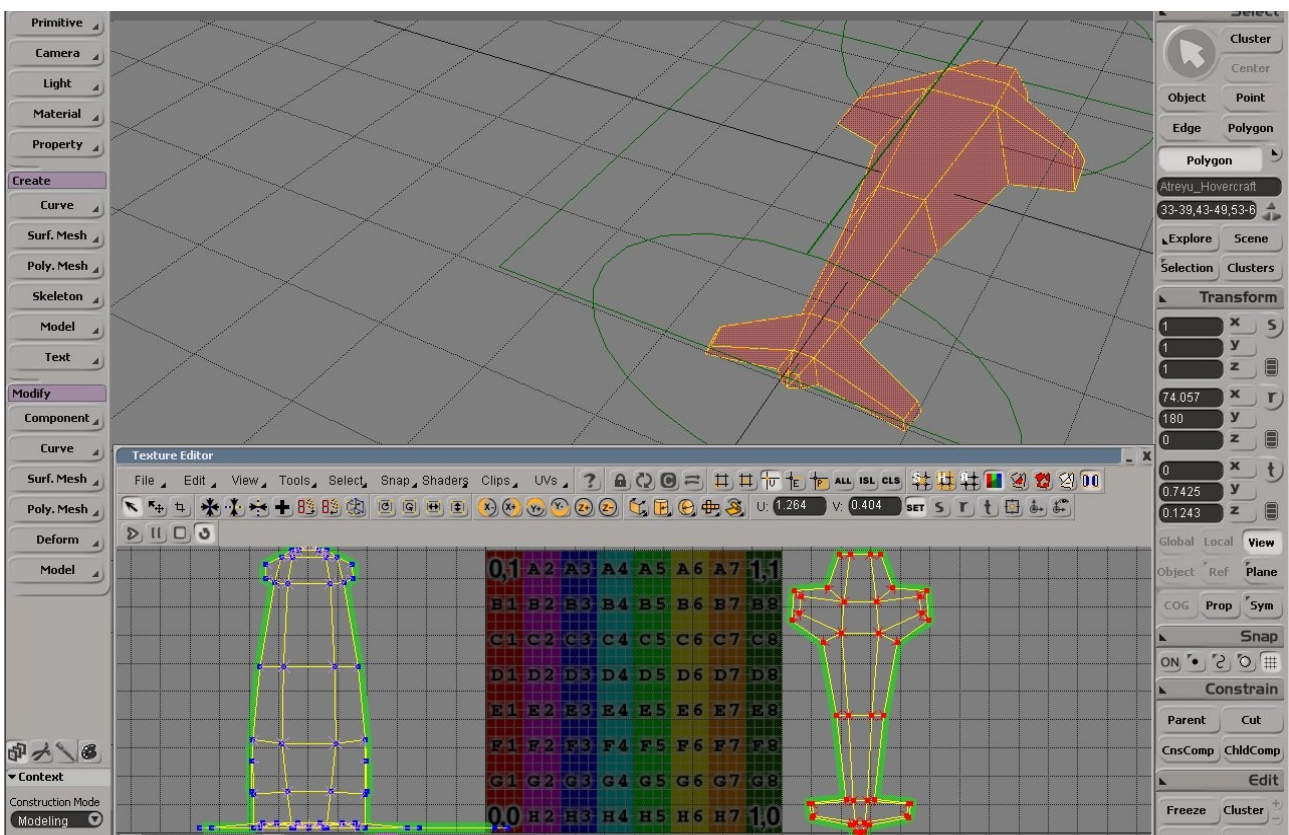 Primitive
Camera
Light
Material
Property
Create
Curve
Surf. Mesh
Poly. Mesh
Skeleton
Model
Text
Modify
Component
Curve
Surf. Mesh
Poly. Mesh
Deform
Model
Context
Construction Mode
Modeling
Select
Cluster
Center
Object Point
Edge Polygon
Polygon
Atreyu_Hovercraft
33-39,43-49,53-6
Explore Scene
Selection Clusters
Transform
1 x s
1 y
1 z
74.057 x r
180 y
0 z
0 x t
0.7425 y
0.1243 z
Global Local View
Object Ref Plane
COG Prop Sym
Snap
ON
Constrain
Parent Cut
CnsComp ChldComp
Edit
Freeze Cluster
Texture Editor
File Edit View Tools Select Snap Shaders Clips UVs ? ALL ISL CLS
U: 1.264 V: 0.404 SET S r t
0,1 A2 A3 A4 A5 A6 A7 1,1
B1 B2 B3 B4 B5 B6 B7 B8
C1 C2 C3 C4 C5 C6 C7 C8
D1 D2 D3 D4 D5 D6 D7 D8
E1 E2 E3 E4 E5 E6 E7 E8
F1 F2 F3 F4 F5 F6 F7 F8
G1 G2 G3 G4 G5 G6 G7 G8
0,0 H2 H3 H4 H5 H6 H7 1,0